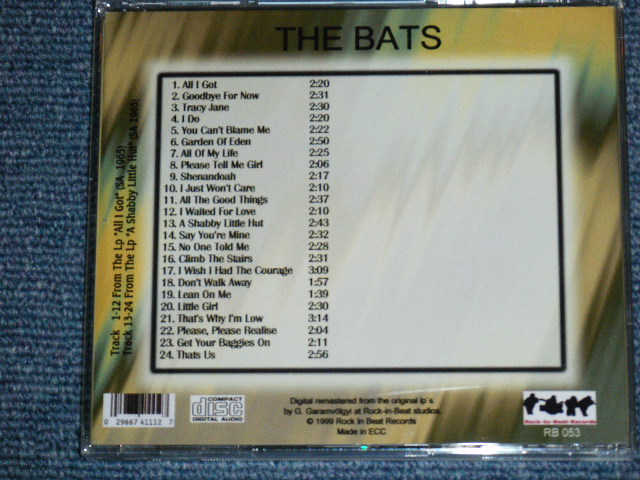 THE BATS
1. All I Got 2:20
2. Goodbye For Now 2:31
3. Tracy Jane 2:30
4. I Do 2:20
5. You Can't Blame Me 2:22
6. Garden Of Eden 2:50
7. All Of My Life 2:25
8. Please Tell Me Girl 2:06
9. Shenandoah 2:17
10. I Just Won't Care 2:10
11. All The Good Things 2:37
12. I Waited For Love 2:10
13. A Shabby Little Hut 2:43
14. Say You're Mine 2:32
15. No One Told Me 2:28
16. Climb The Stairs 2:31
17. I Wish I Had The Courage 3:09
18. Don't Walk Away 1:57
19. Lean On Me 1:39
20. Little Girl 2:30
21. That's Why I'm Low 3:14
22. Please, Please Realise 2:04
23. Get Your Baggies On 2:11
24. Thats Us 2:56
Track 1-12 From The Lp "All I Got" (SA 1965)
Track 13-24 From The Lp "A Shabby Little Hut" (SA 1965)
0 29667 41112 7
COMPACT
disc
DIGITAL AUDIO
Digital remastered from the original lp´s
by G. Garamvölgyi at Rock-in-Beat studios,
© 1999 Rock In Beat Records
Made in ECC
Rock-In-Beat Records
RB 053